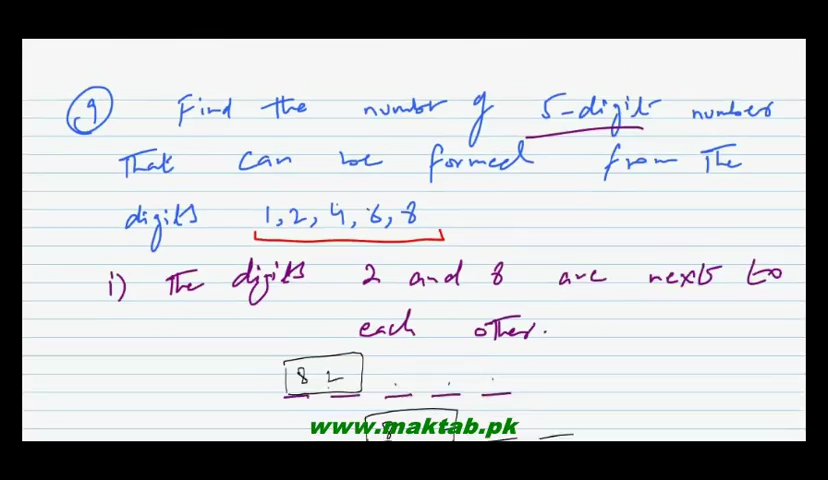 9 Find the number of 5-digit numbers
that can be formed from the
digits 1, 2, 4, 6, 8
i) The digits 2 and 8 are next to
each other.
8 2
8
www.maktab.pk